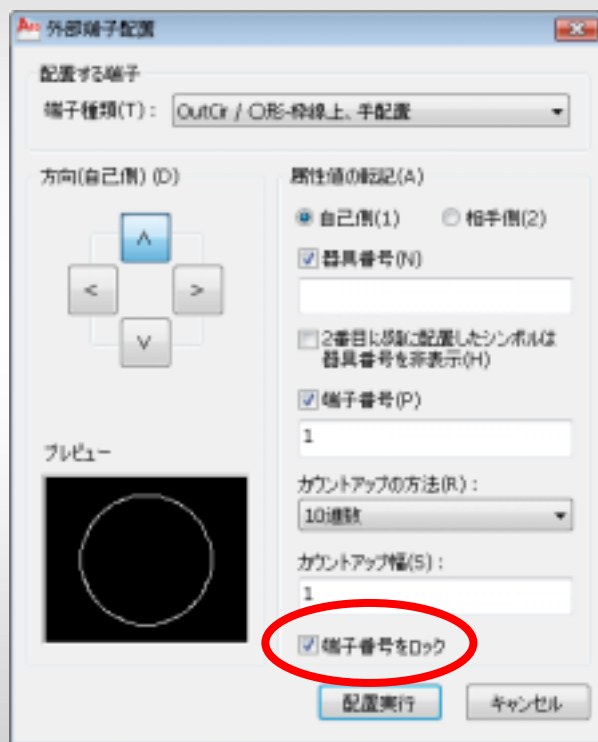 外部端子配置
配置する端子
端子種類(T)： OutCir / ○形-枠線上、手配置
方向(自己側) (D)
属性値の転記(A)
自己側(1) 相手側(2)
器具番号(N)
2番目以降に配置したシンボルは
器具番号を非表示(H)
端子番号(P)
1
プレビュー
カウントアップの方法(R)：
10進数
カウントアップ幅(S)：
1
端子番号をロック
配置実行 キャンセル